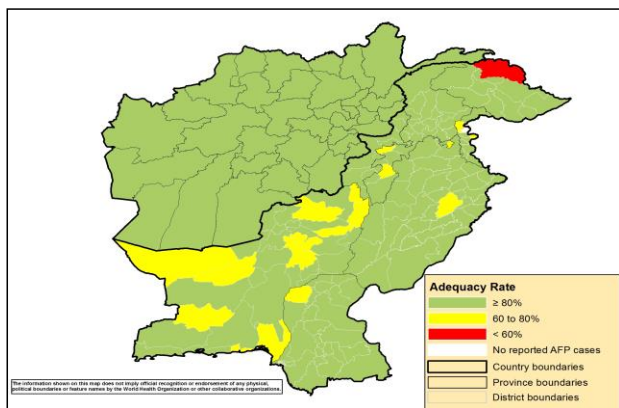 Adequacy Rate
≥ 80%
60 to 80%
< 60%
No reported AFP cases
Country boundaries
Province boundaries
District boundaries
The information shown on this map does not imply official recognition or endorsement of any physical,
political boundaries or feature names by the World Health Organization or other collaborative organizations.